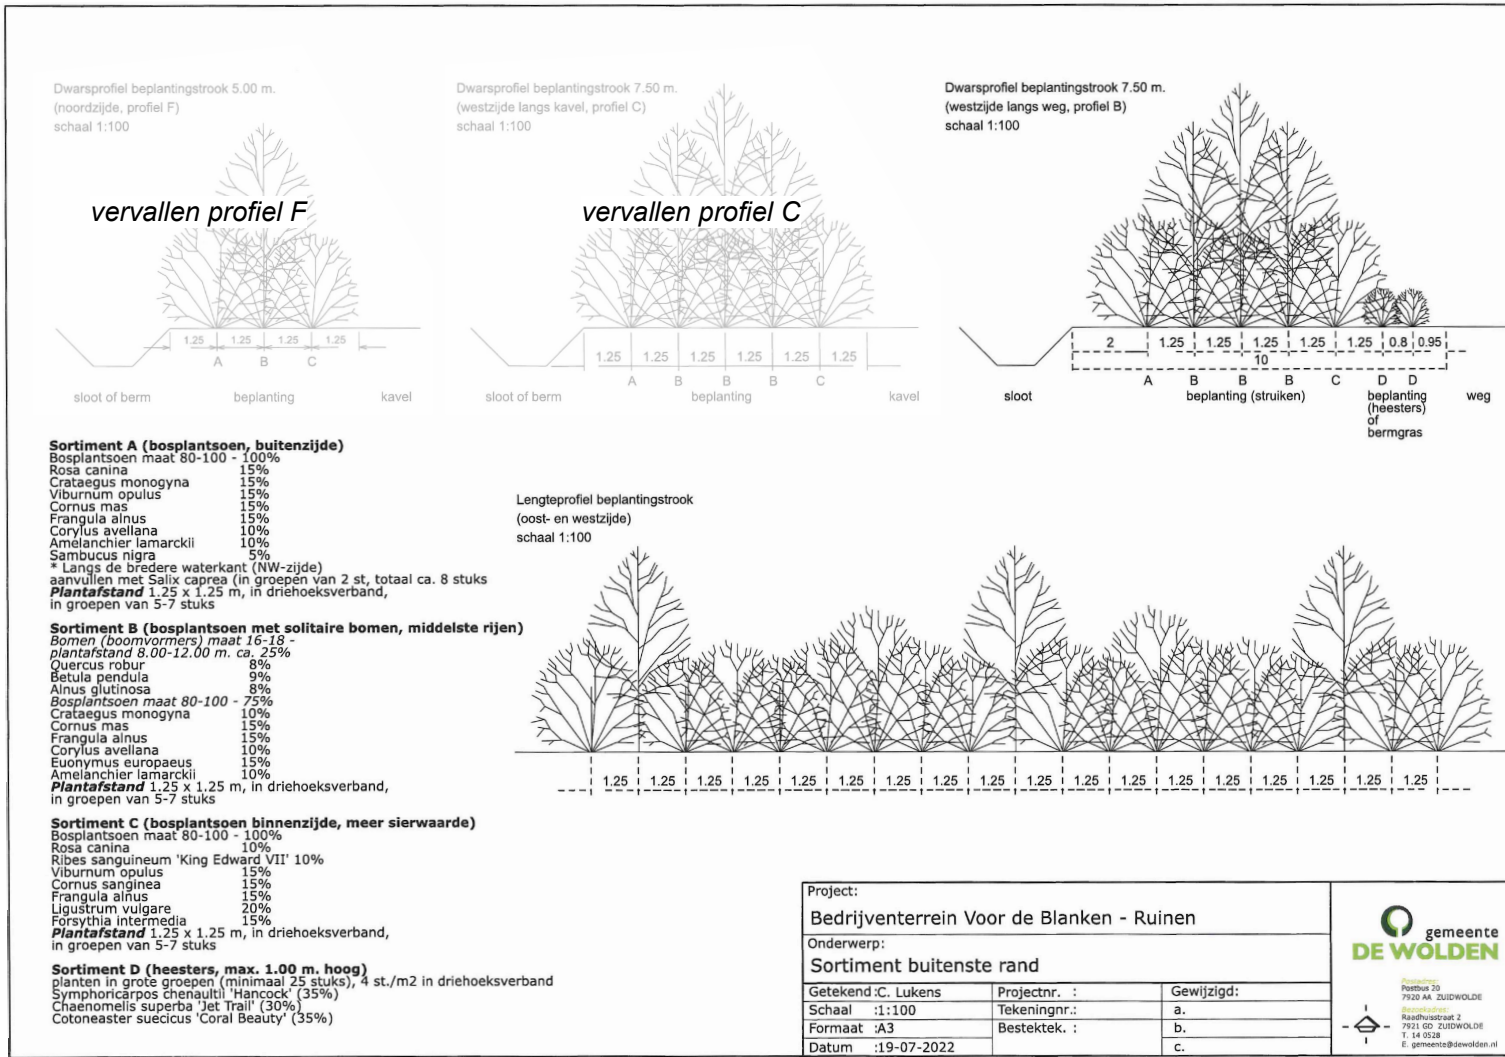 Dwarsprofiel beplantingstrook 5.00 m.
(noordzijde, profiel F)
schaal 1:100
vervallen profiel F
1.25 1.25 1.25 1.25
A B C
sloot of berm beplanting kavel
Dwarsprofiel beplantingstrook 7.50 m.
(westzijde langs kavel, profiel C)
schaal 1:100
vervallen profiel C
1.25 1.25 1.25 1.25 1.25 1.25
A B B B C
sloot of berm beplanting kavel
Dwarsprofiel beplantingstrook 7.50 m.
(westzijde langs weg, profiel B)
schaal 1:100
2 1.25 1.25 1.25 1.25 1.25 0.8 0.95
10
A B B B C D D
sloot beplanting (struiken) beplanting weg
(heesters)
of
bermgras
Sortiment A (bosplantsoen, buitenzijde)
Bosplantsoen maat 80-100 - 100%
Rosa canina 15%
Crataegus monogyna 15%
Viburnum opulus 15%
Cornus mas 15%
Frangula alnus 15%
Corylus avellana 10%
Amelanchier lamarckii 10%
Sambucus nigra 5%
* Langs de bredere waterkant (NW-zijde)
aanvullen met Salix caprea (in groepen van 2 st, totaal ca. 8 stuks
Plantafstand 1.25 x 1.25 m, in driehoeksverband,
in groepen van 5-7 stuks
Sortiment B (bosplantsoen met solitaire bomen, middelste rijen)
Bomen (boomvormers) maat 16-18 -
plantafstand 8.00-12.00 m. ca. 25%
Quercus robur 8%
Betula pendula 9%
Alnus glutinosa 8%
Bosplantsoen maat 80-100 - 75%
Crataegus monogyna 10%
Cornus mas 15%
Frangula alnus 15%
Corylus avellana 10%
Euonymus europaeus 15%
Amelanchier lamarckii 10%
Plantafstand 1.25 x 1.25 m, in driehoeksverband,
in groepen van 5-7 stuks
Sortiment C (bosplantsoen binnenzijde, meer sierwaarde)
Bosplantsoen maat 80-100 - 100%
Rosa canina 10%
Ribes sanguineum 'King Edward VII' 10%
Viburnum opulus 15%
Cornus sanginea 15%
Frangula alnus 15%
Ligustrum vulgare 20%
Forsythia intermedia 15%
Plantafstand 1.25 x 1.25 m, in driehoeksverband,
in groepen van 5-7 stuks
Sortiment D (heesters, max. 1.00 m. hoog)
planten in grote groepen (minimaal 25 stuks), 4 st./m2 in driehoeksverband
Symphoricarpos chenaultii 'Hancock' (35%)
Chaenomelis superba 'Jet Trail' (30%)
Cotoneaster suecicus 'Coral Beauty' (35%)
Lengteprofiel beplantingstrook
(oost- en westzijde)
schaal 1:100
1.25 1.25 1.25 1.25 1.25 1.25 1.25 1.25 1.25 1.25 1.25 1.25 1.25 1.25 1.25 1.25 1.25 1.25
Project:
Bedrijventerrein Voor de Blanken - Ruinen
Onderwerp:
Sortiment buitenste rand
Getekend :C. Lukens Projectnr. : Gewijzigd:
Schaal :1:100 Tekeningnr.: a.
Formaat :A3 Bestektek. : b.
Datum :19-07-2022 c.
gemeente
DE WOLDEN
Postadres:
Postbus 20
7920 AA ZUIDWOLDE
Bezoekadres:
Raadhuisstraat 2
7921 GD ZUIDWOLDE
T. 14 0528
E. gemeente@dewolden.nl